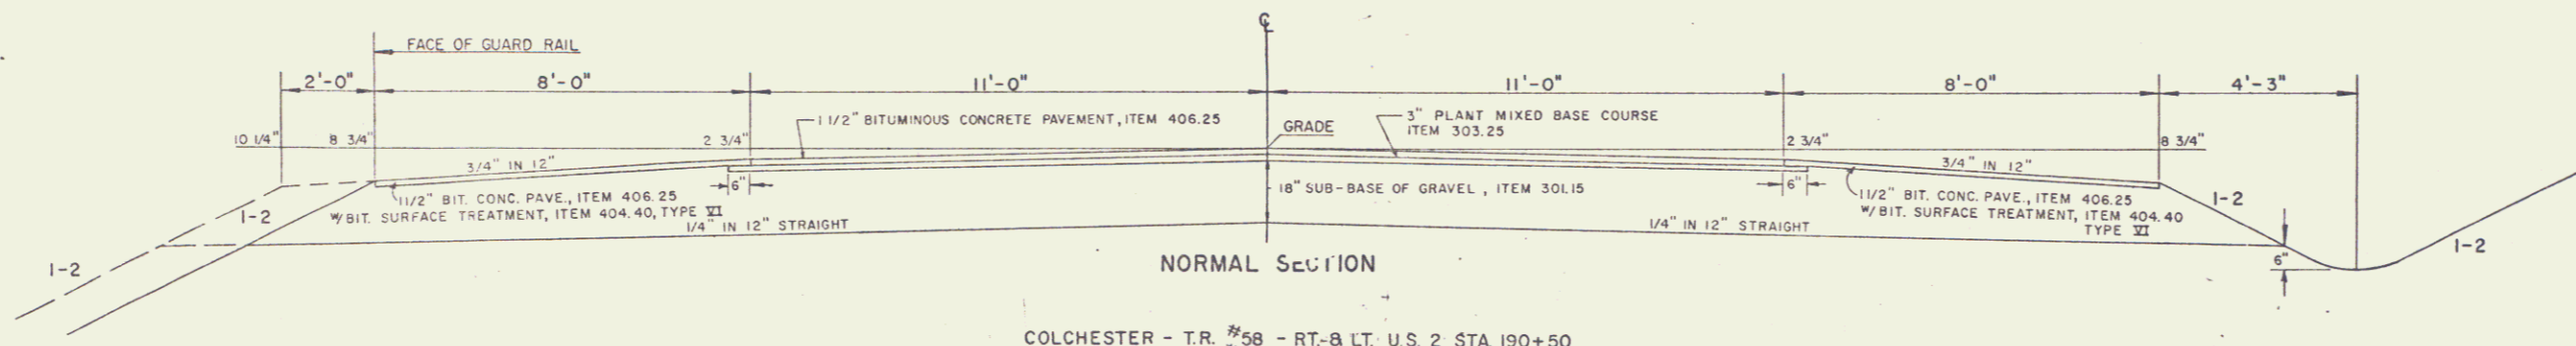 ℄
FACE OF GUARD RAIL
2'-0" 8'-0" 11'-0" 11'-0" 8'-0" 4'-3"
1 1/2" BITUMINOUS CONCRETE PAVEMENT, ITEM 406.25
3" PLANT MIXED BASE COURSE
ITEM 303.25
GRADE
10 1/4" 8 3/4" 2 3/4" 2 3/4" 8 3/4"
3/4" IN 12" 3/4" IN 12"
6" 6"
1 1/2" BIT. CONC. PAVE., ITEM 406.25
W/BIT. SURFACE TREATMENT, ITEM 404.40, TYPE VI
18" SUB-BASE OF GRAVEL, ITEM 301.15
1 1/2" BIT. CONC. PAVE., ITEM 406.25
W/BIT. SURFACE TREATMENT, ITEM 404.40
TYPE VI
1-2 1-2
1/4" IN 12" STRAIGHT 1/4" IN 12" STRAIGHT
1-2 6" 1-2
NORMAL SECTION
COLCHESTER - T.R. #58 - RT. & LT. U.S. 2 STA. 190+50